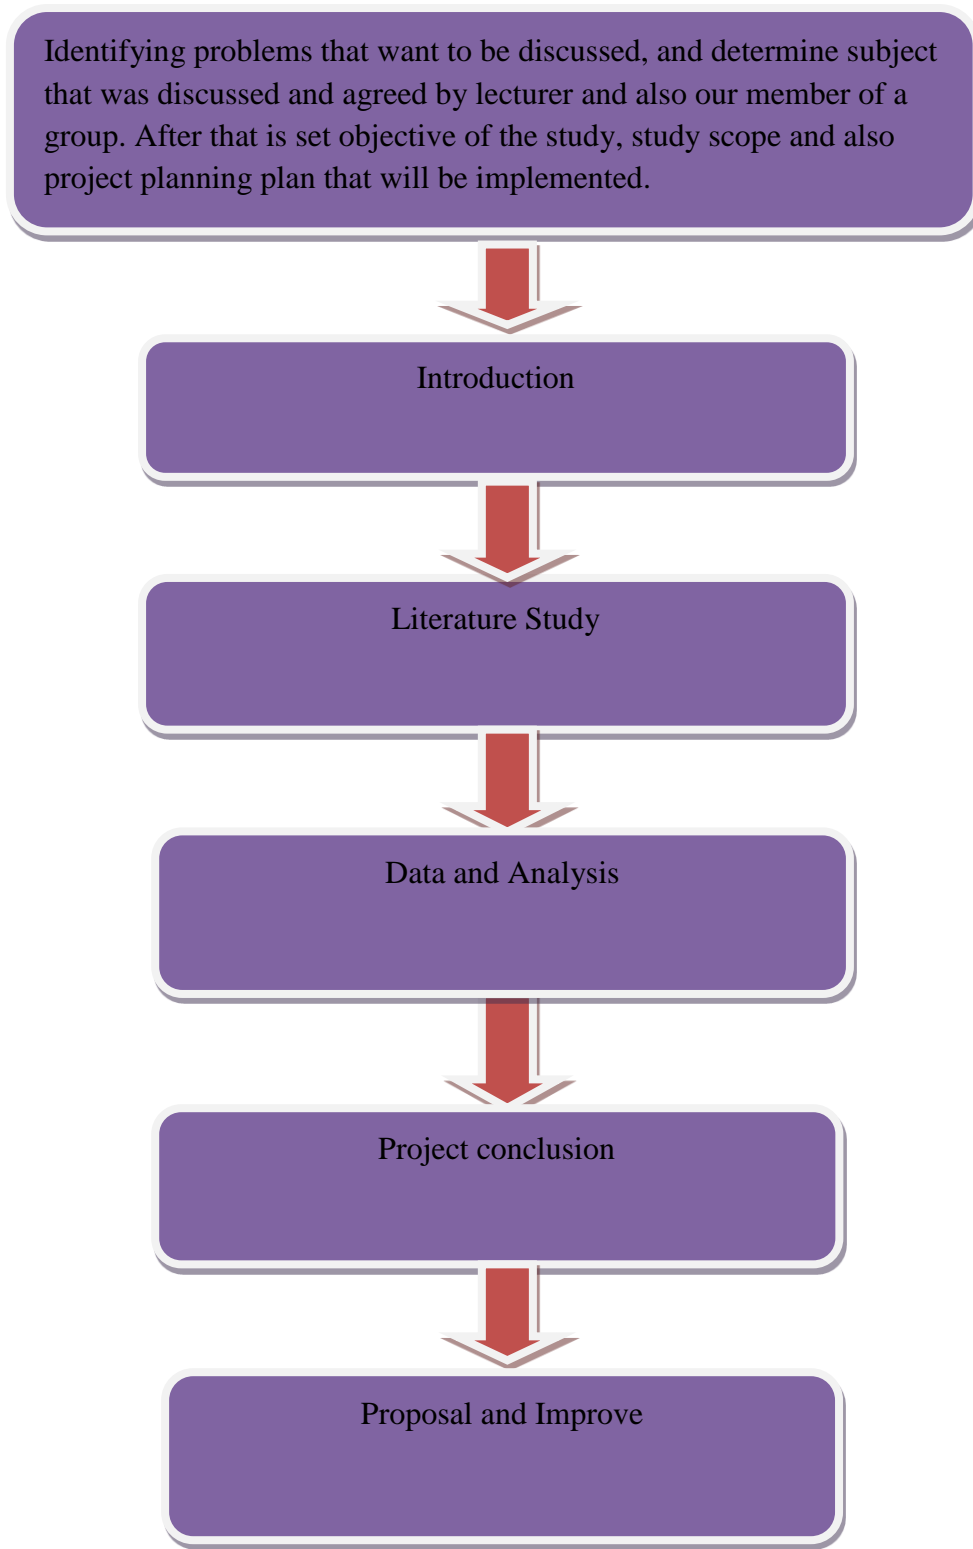 Identifying problems that want to be discussed, and determine subject
that was discussed and agreed by lecturer and also our member of a
group. After that is set objective of the study, study scope and also
project planning plan that will be implemented.
Introduction
Literature Study
Data and Analysis
Project conclusion
Proposal and Improve